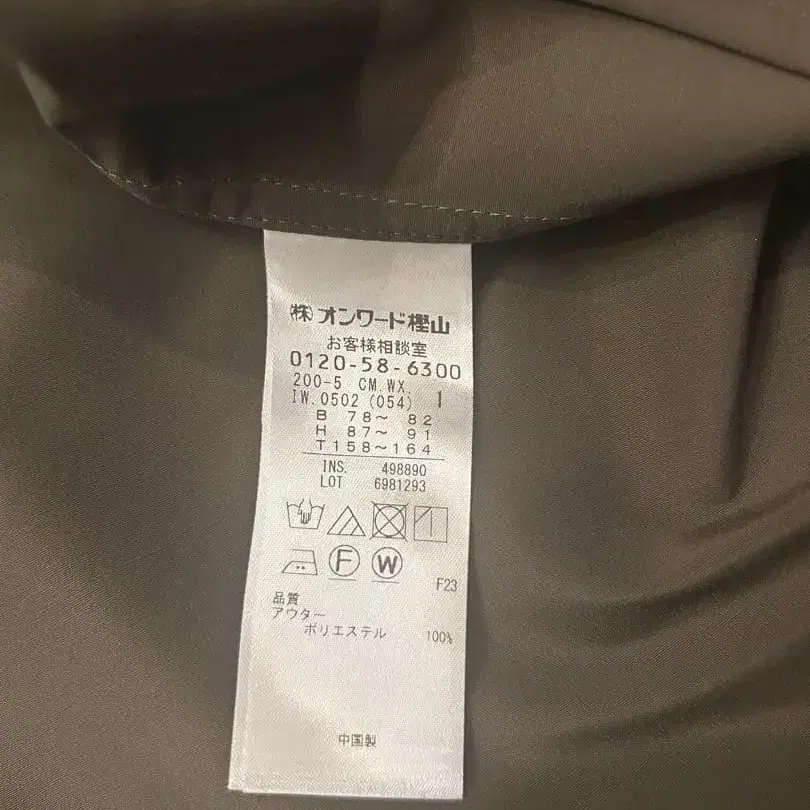 ㈱オンワード樫山
お客様相談室
0120-58-6300
200-5 CM.WX.
IW.0502 (054) 1
B 78～ 82
H 87～ 91
T158～164
INS. 498890
LOT 6981293
F W
F23
品質
アウター
ポリエステル 100%
中国製